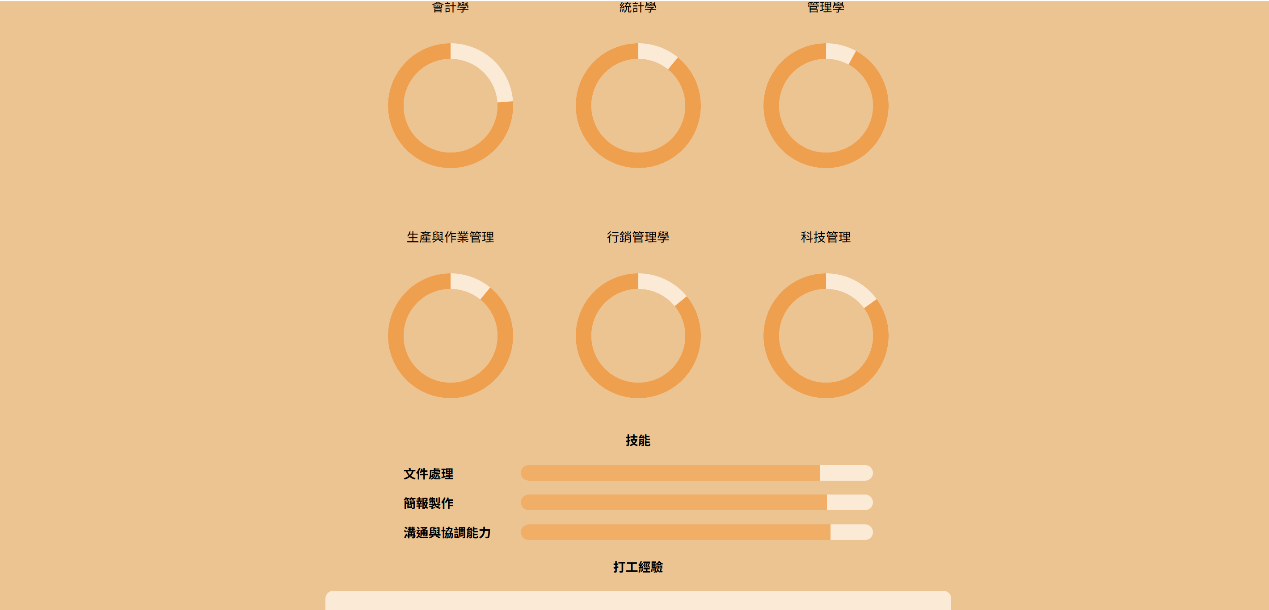 會計學
統計學
管理學
生產與作業管理
行銷管理學
科技管理
技能
文件處理
簡報製作
溝通與協調能力
打工經驗